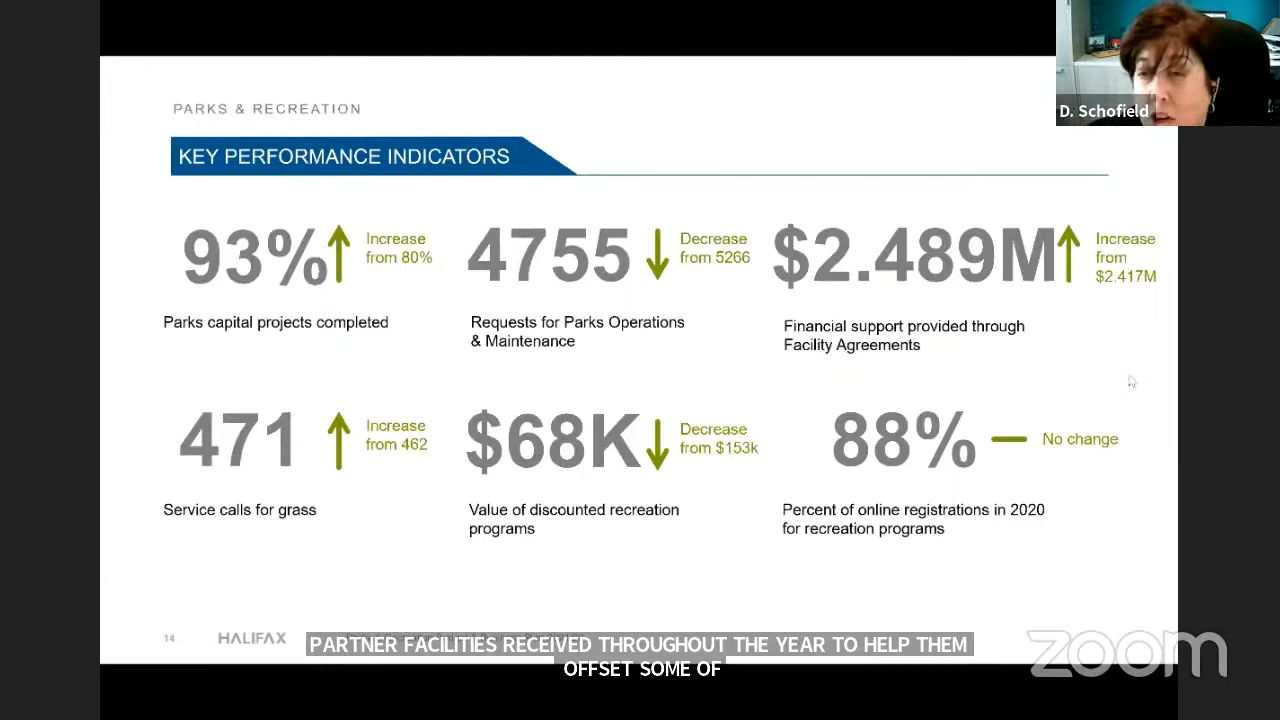 D. Schofield
PARKS & RECREATION
KEY PERFORMANCE INDICATORS
93%
Increase
from 80%
Parks capital projects completed
4755
Decrease
from 5266
Requests for Parks Operations
& Maintenance
$2.489M
Increase
from
$2.417M
Financial support provided through
Facility Agreements
471
Increase
from 462
Service calls for grass
$68K
Decrease
from $153k
Value of discounted recreation
programs
88%
No change
Percent of online registrations in 2020
for recreation programs
14
HALIFAX
PARTNER FACILITIES RECEIVED THROUGHOUT THE YEAR TO HELP THEM
OFFSET SOME OF
zoom